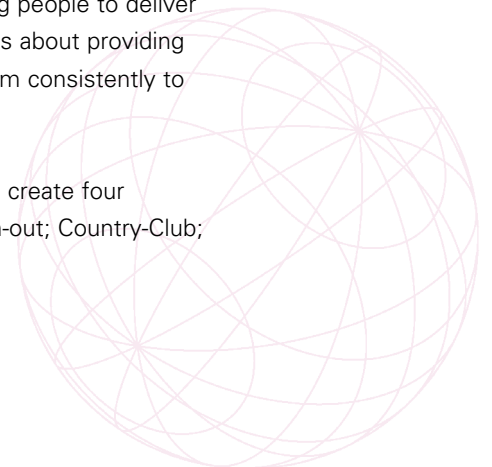 g people to deliver
s about providing
m consistently to
create four
-out; Country-Club;